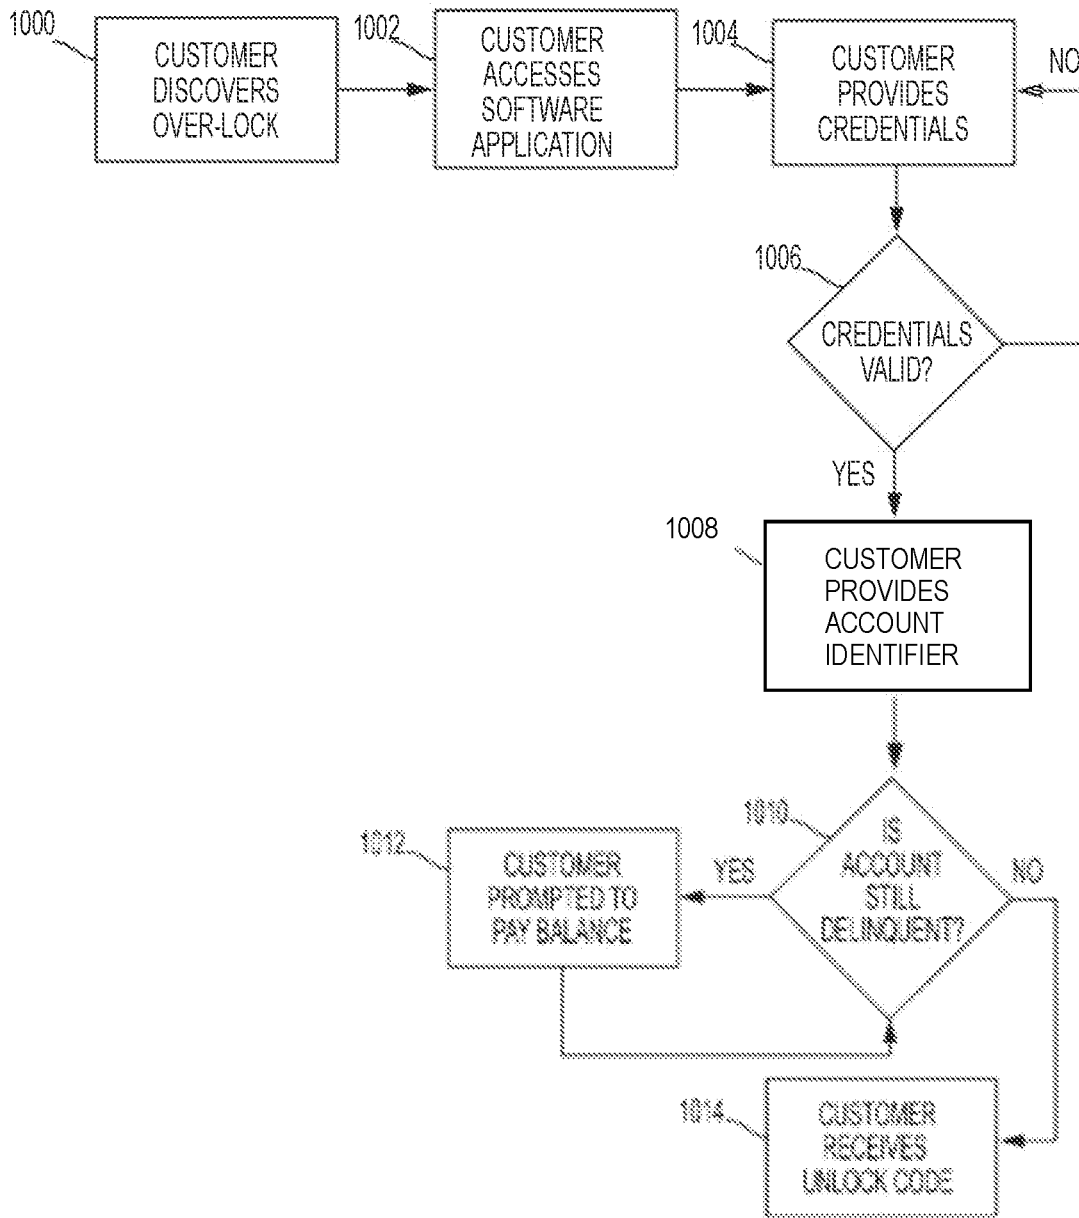 1000
CUSTOMER
DISCOVERS
OVER-LOCK
1002
CUSTOMER
ACCESSES
SOFTWARE
APPLICATION
1004
CUSTOMER
PROVIDES
CREDENTIALS
NO
1006
CREDENTIALS
VALID?
YES
1008
CUSTOMER
PROVIDES
ACCOUNT
IDENTIFIER
1010
IS
ACCOUNT
STILL
DELINQUENT?
YES
NO
1012
CUSTOMER
PROMPTED TO
PAY BALANCE
1014
CUSTOMER
RECEIVES
UNLOCK CODE